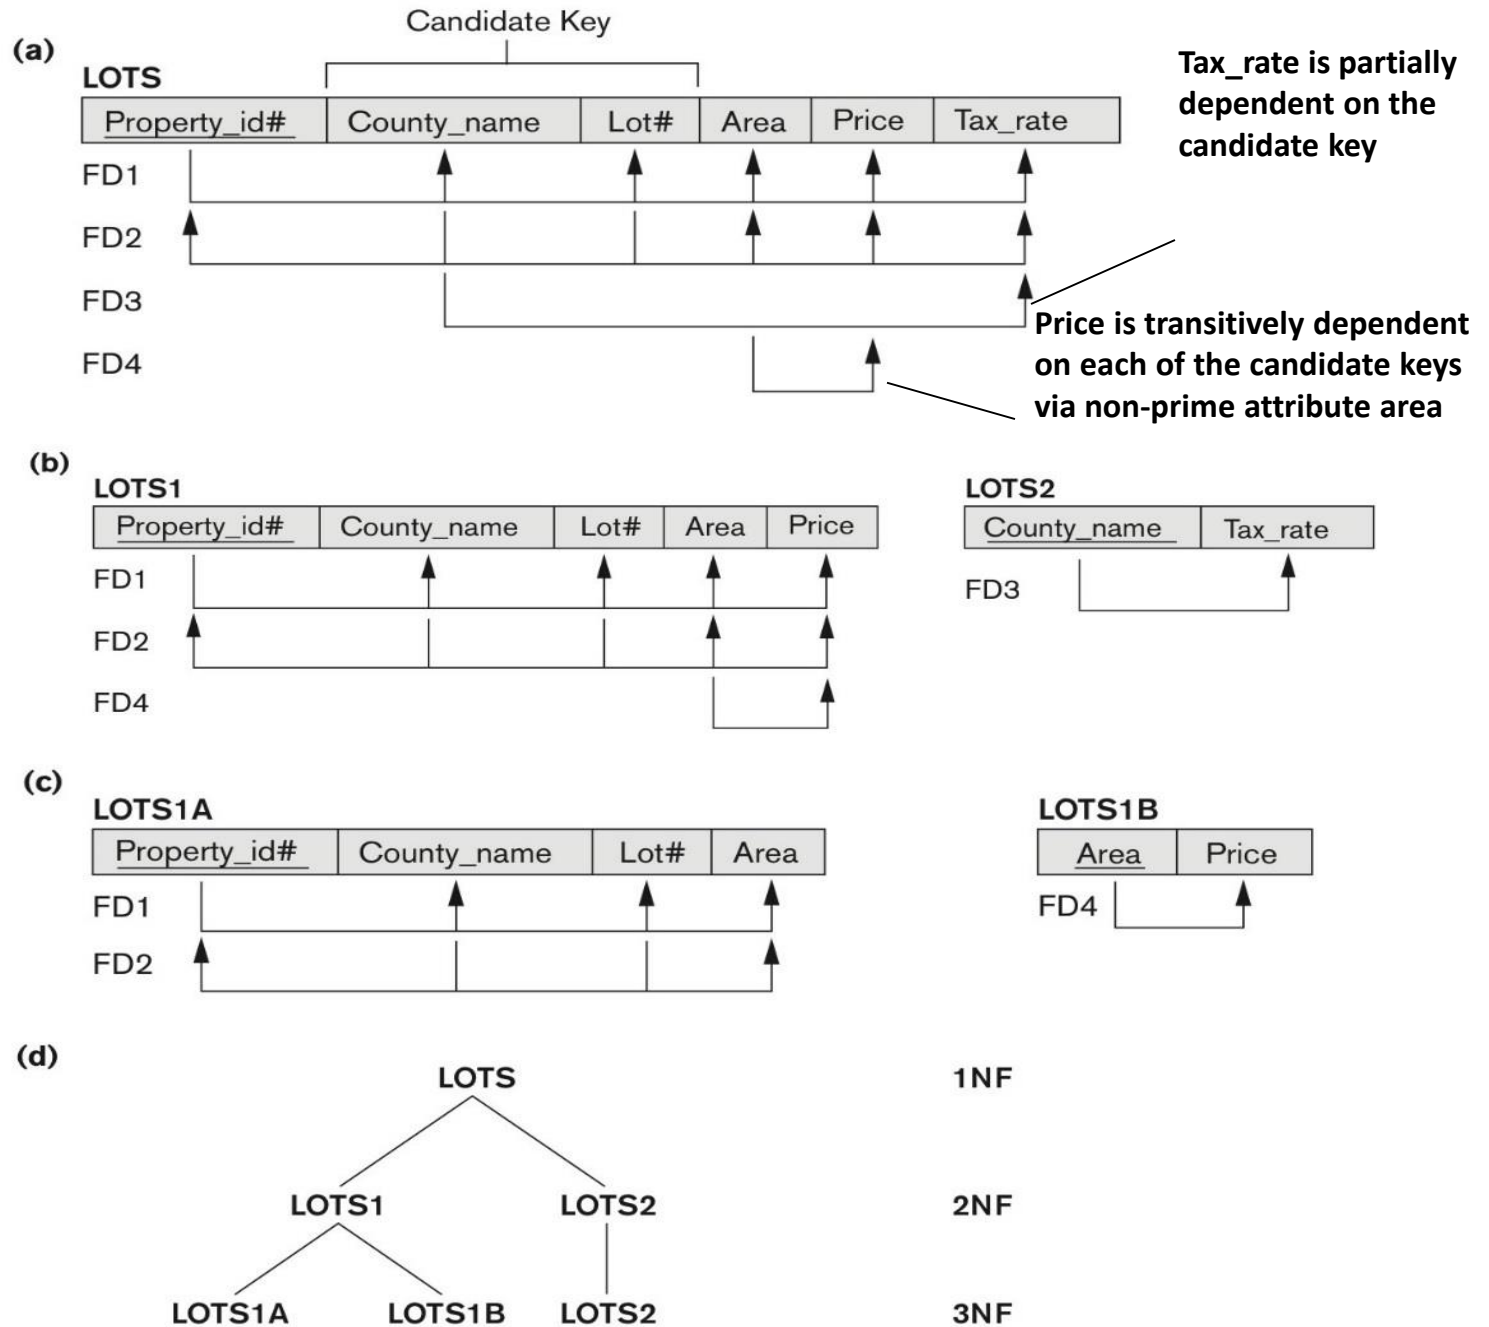 Candidate Key
(a)
LOTS
Property_id# County_name Lot# Area Price Tax_rate
FD1
FD2
FD3
FD4
Tax_rate is partially
dependent on the
candidate key
Price is transitively dependent
on each of the candidate keys
via non-prime attribute area
(b)
LOTS1
Property_id# County_name Lot# Area Price
FD1
FD2
FD4
LOTS2
County_name Tax_rate
FD3
(c)
LOTS1A
Property_id# County_name Lot# Area
FD1
FD2
LOTS1B
Area Price
FD4
(d)
LOTS 1NF
LOTS1 LOTS2 2NF
LOTS1A LOTS1B LOTS2 3NF